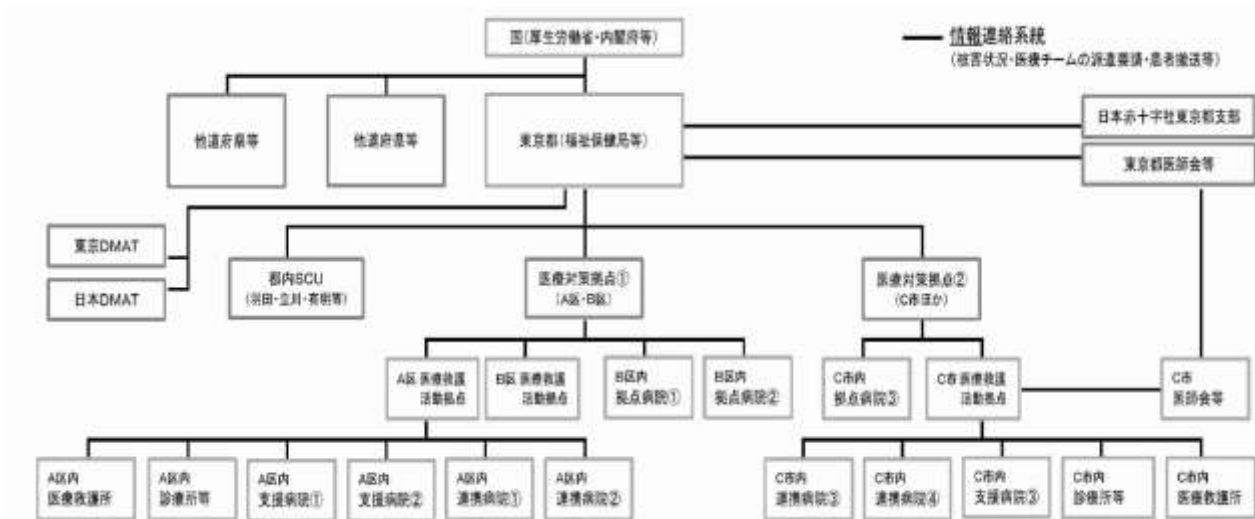 国(厚生労働省・内閣府等)
情報連絡系統
(被害状況・医療チームの派遣要請・患者搬送等)
他道府県等
他道府県等
東京都(福祉保健局等)
日本赤十字社東京都支部
東京都医師会等
東京DMAT
日本DMAT
都内SCU
(羽田・立川・有明等)
医療対策拠点①
(A区・B区)
医療対策拠点②
(C市ほか)
A区 医療救護
活動拠点
B区 医療救護
活動拠点
B区内
拠点病院①
B区内
拠点病院②
C市内
拠点病院③
C市 医療救護
活動拠点
C市
医師会等
A区内
医療救護所
A区内
診療所等
A区内
支援病院①
A区内
支援病院②
A区内
連携病院①
A区内
連携病院②
C市内
連携病院③
C市内
連携病院④
C市内
支援病院③
C市内
診療所等
C市内
医療救護所